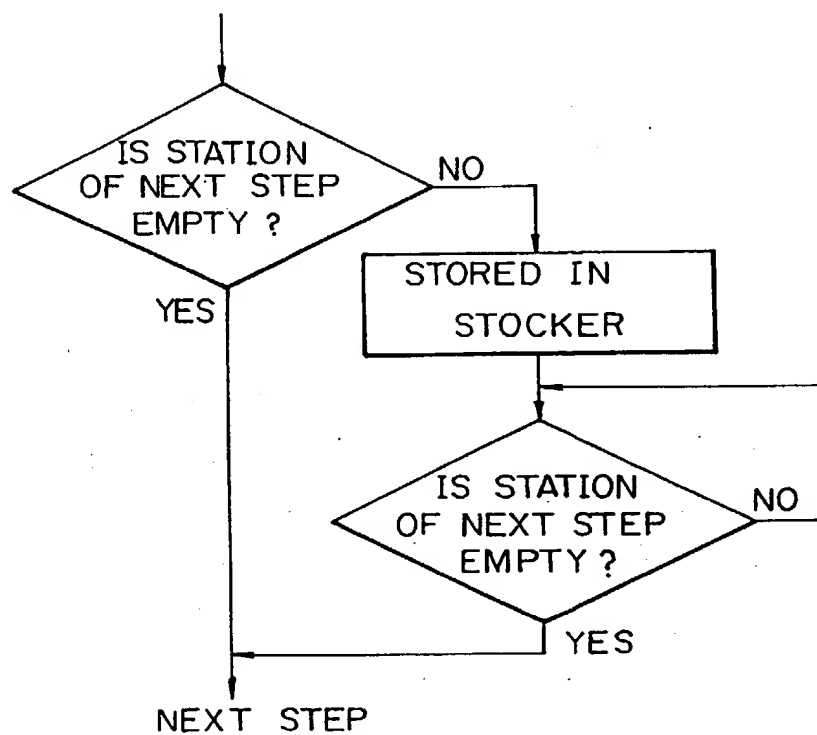 IS STATION
OF NEXT STEP
EMPTY ?
NO
YES
STORED IN
STOCKER
IS STATION
OF NEXT STEP
EMPTY ?
NO
YES
NEXT STEP